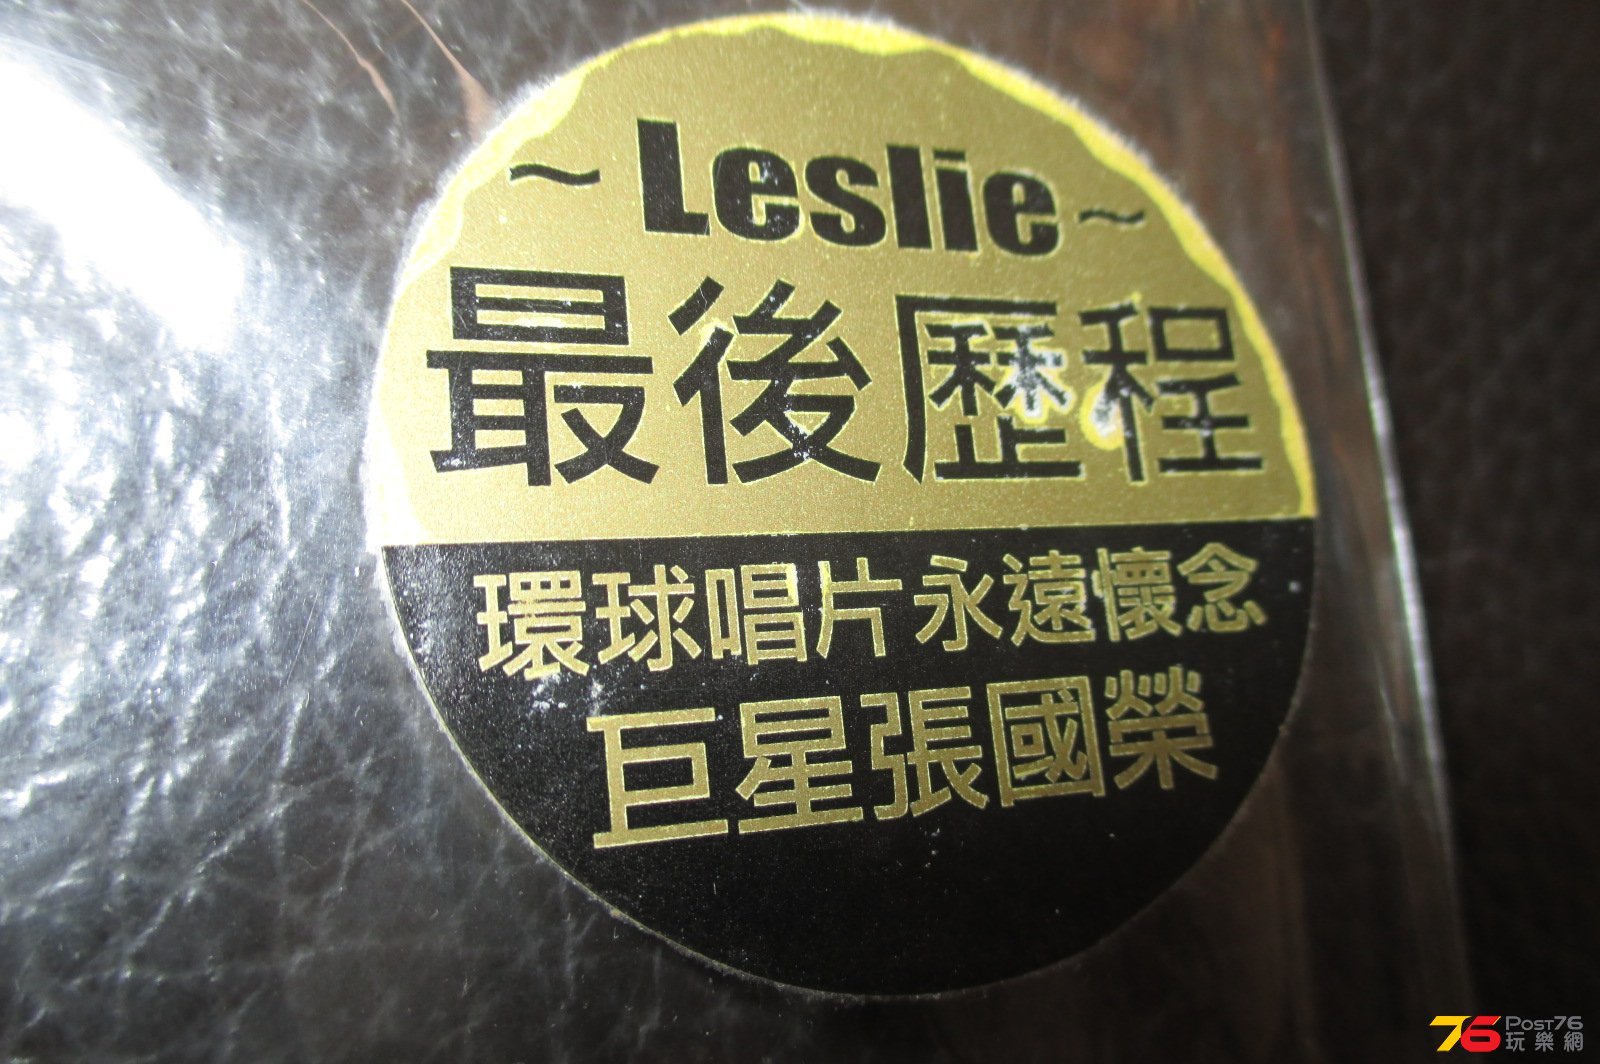 ~Leslie~
最後歷程
環球唱片永遠懷念
巨星張國榮
76 POST76
玩樂網